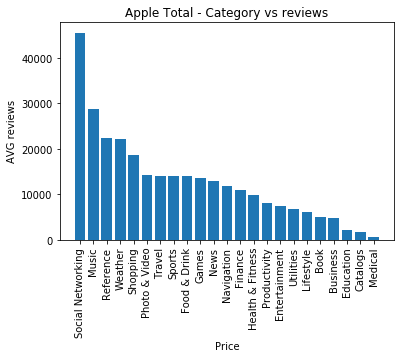 Apple Total - Category vs reviews
AVG reviews
40000
30000
20000
10000
0
Social Networking
Music
Reference
Weather
Shopping
Photo & Video
Travel
Sports
Food & Drink
Games
News
Navigation
Finance
Health & Fitness
Productivity
Entertainment
Utilities
Lifestyle
Book
Business
Education
Catalogs
Medical
Price